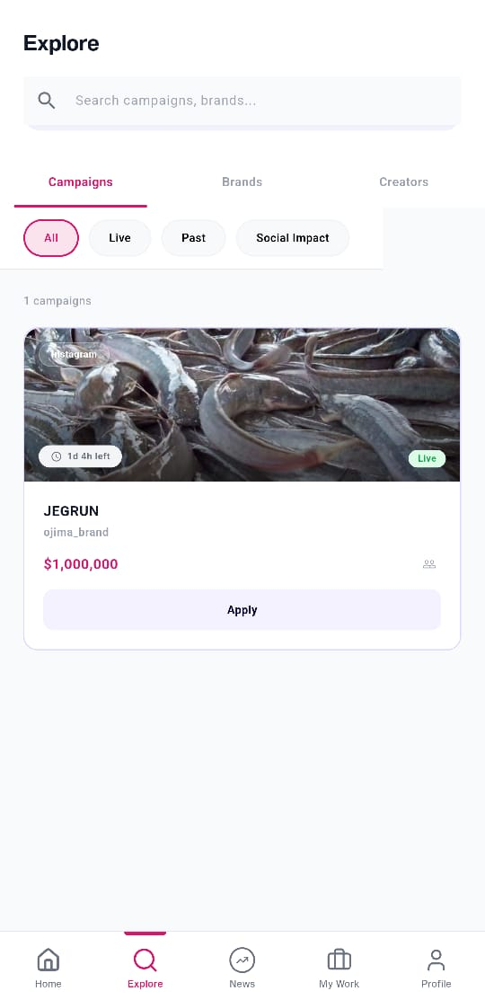 Explore
Search campaigns, brands...
Campaigns Brands Creators
All Live Past Social Impact
1 campaigns
Instagram
1d 4h left
Live
JEGRUN
ojima_brand
$1,000,000
Apply
Home Explore News My Work Profile